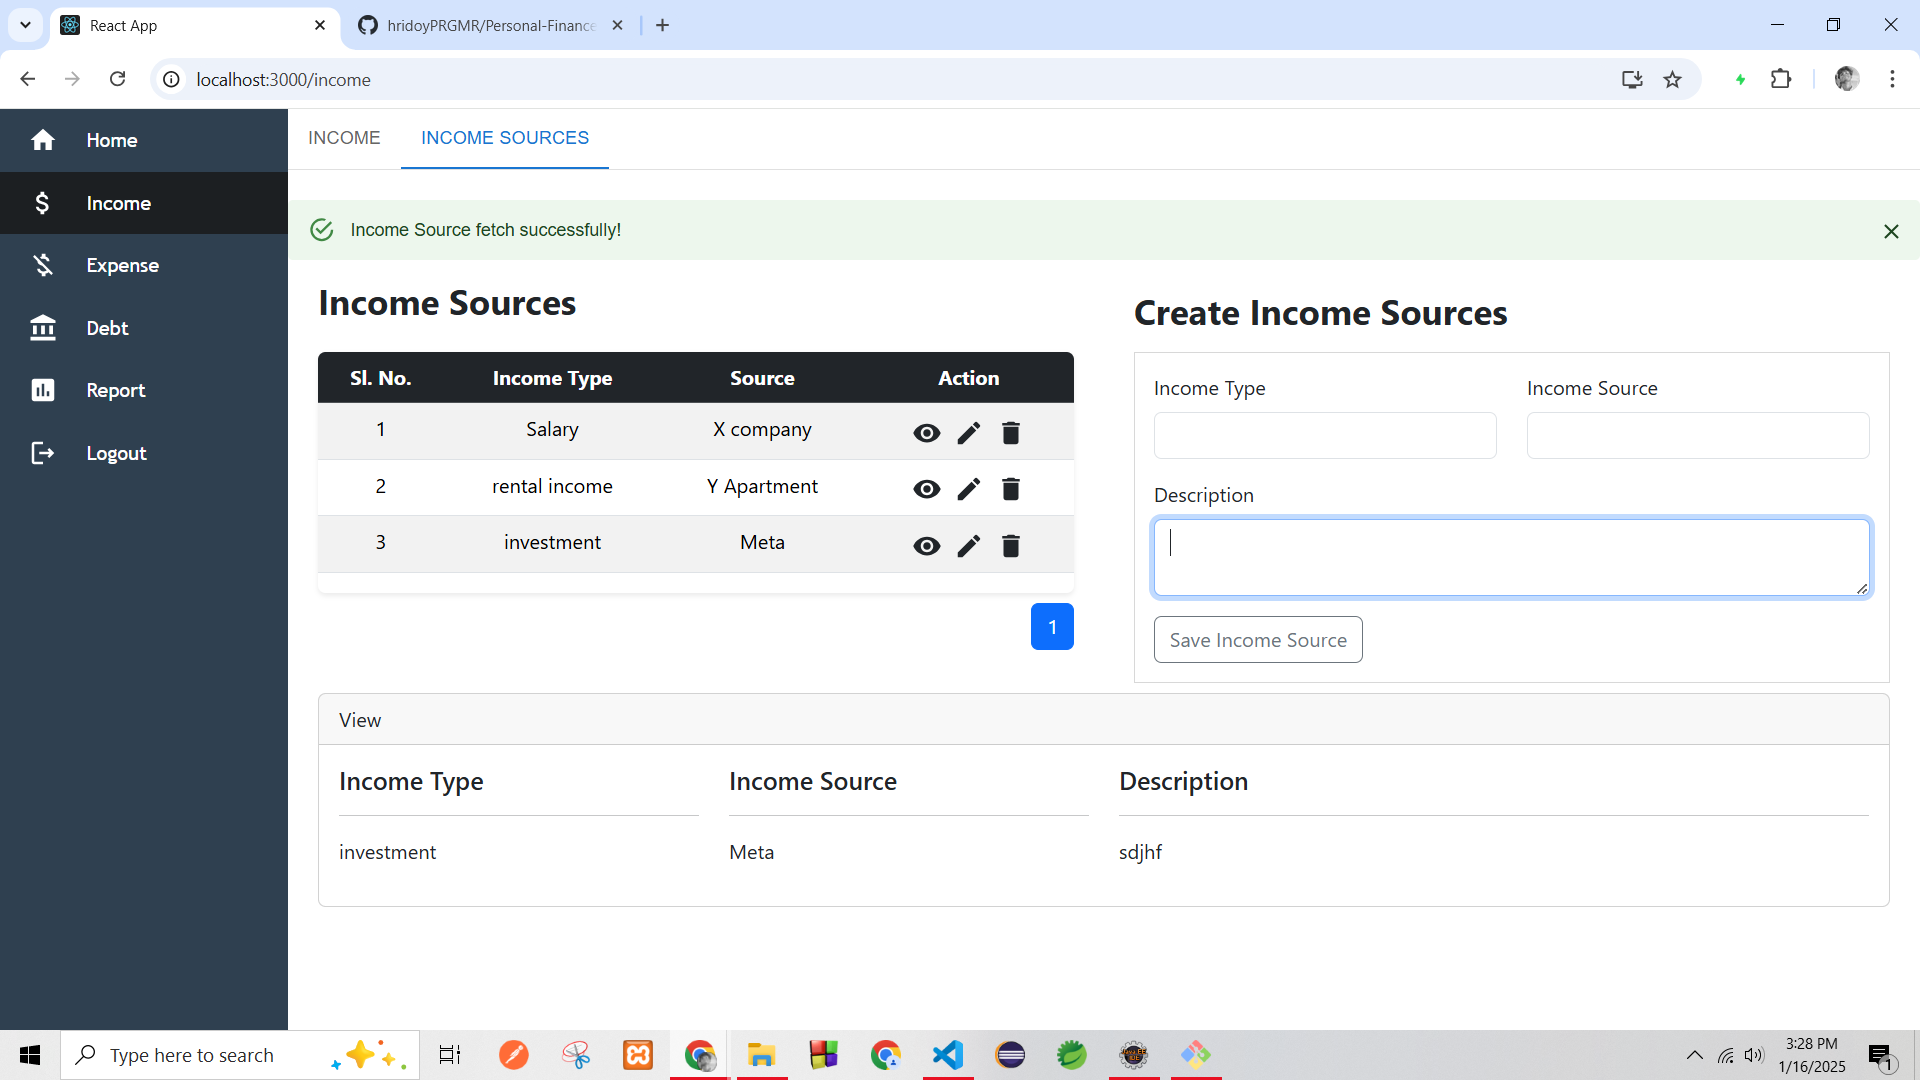 React App
hridoyPRGMR/Personal-Finance
localhost:3000/income
Home
Income
Expense
Debt
Report
Logout
INCOME INCOME SOURCES
Income Source fetch successfully!
Income Sources
Sl. No. Income Type Source Action
1 Salary X company
2 rental income Y Apartment
3 investment Meta
1
Create Income Sources
Income Type Income Source
Description
Save Income Source
View
Income Type Income Source Description
investment Meta sdjhf
Type here to search
3:28 PM
1/16/2025
1